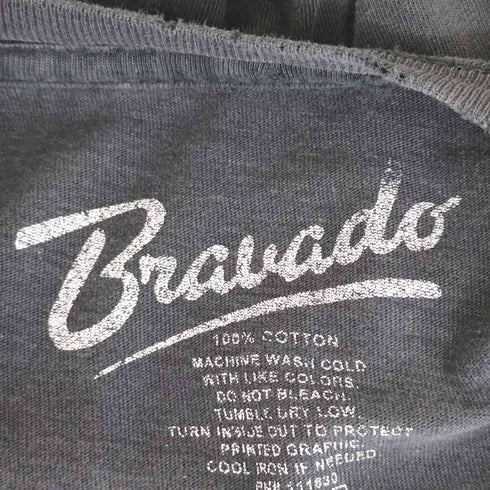 Bravado
100% COTTON
MACHINE WASH COLD
WITH LIKE COLORS.
DO NOT BLEACH.
TUMBLE DRY LOW.
TURN INSIDE OUT TO PROTECT
PRINTED GRAPHIC.
COOL IRON IF NEEDED